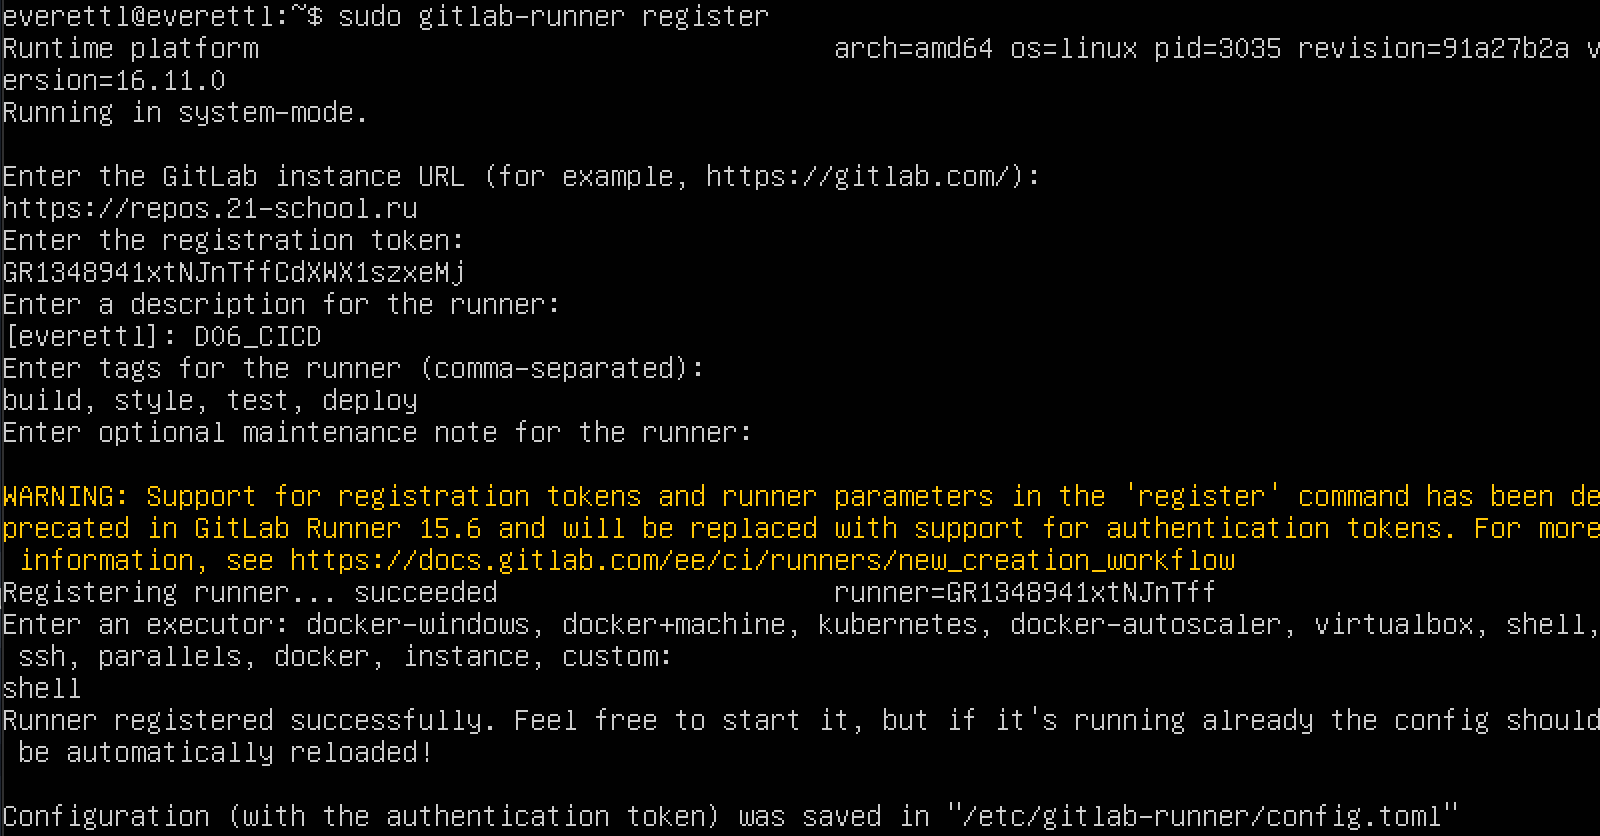 everettl@everettl:~$ sudo gitlab-runner register
Runtime platform                                    arch=amd64 os=linux pid=3035 revision=91a27b2a v
ersion=16.11.0
Running in system-mode.

Enter the GitLab instance URL (for example, https://gitlab.com/):
https://repos.21-school.ru
Enter the registration token:
GR1348941xtNJnTffCdXWX1szxeMj
Enter a description for the runner:
[everettl]: DO6_CICD
Enter tags for the runner (comma-separated):
build, style, test, deploy
Enter optional maintenance note for the runner:

WARNING: Support for registration tokens and runner parameters in the 'register' command has been de
precated in GitLab Runner 15.6 and will be replaced with support for authentication tokens. For more
 information, see https://docs.gitlab.com/ee/ci/runners/new_creation_workflow
Registering runner... succeeded                     runner=GR1348941xtNJnTff
Enter an executor: docker-windows, docker+machine, kubernetes, docker-autoscaler, virtualbox, shell,
 ssh, parallels, docker, instance, custom:
shell
Runner registered successfully. Feel free to start it, but if it's running already the config should
 be automatically reloaded!

Configuration (with the authentication token) was saved in "/etc/gitlab-runner/config.toml"